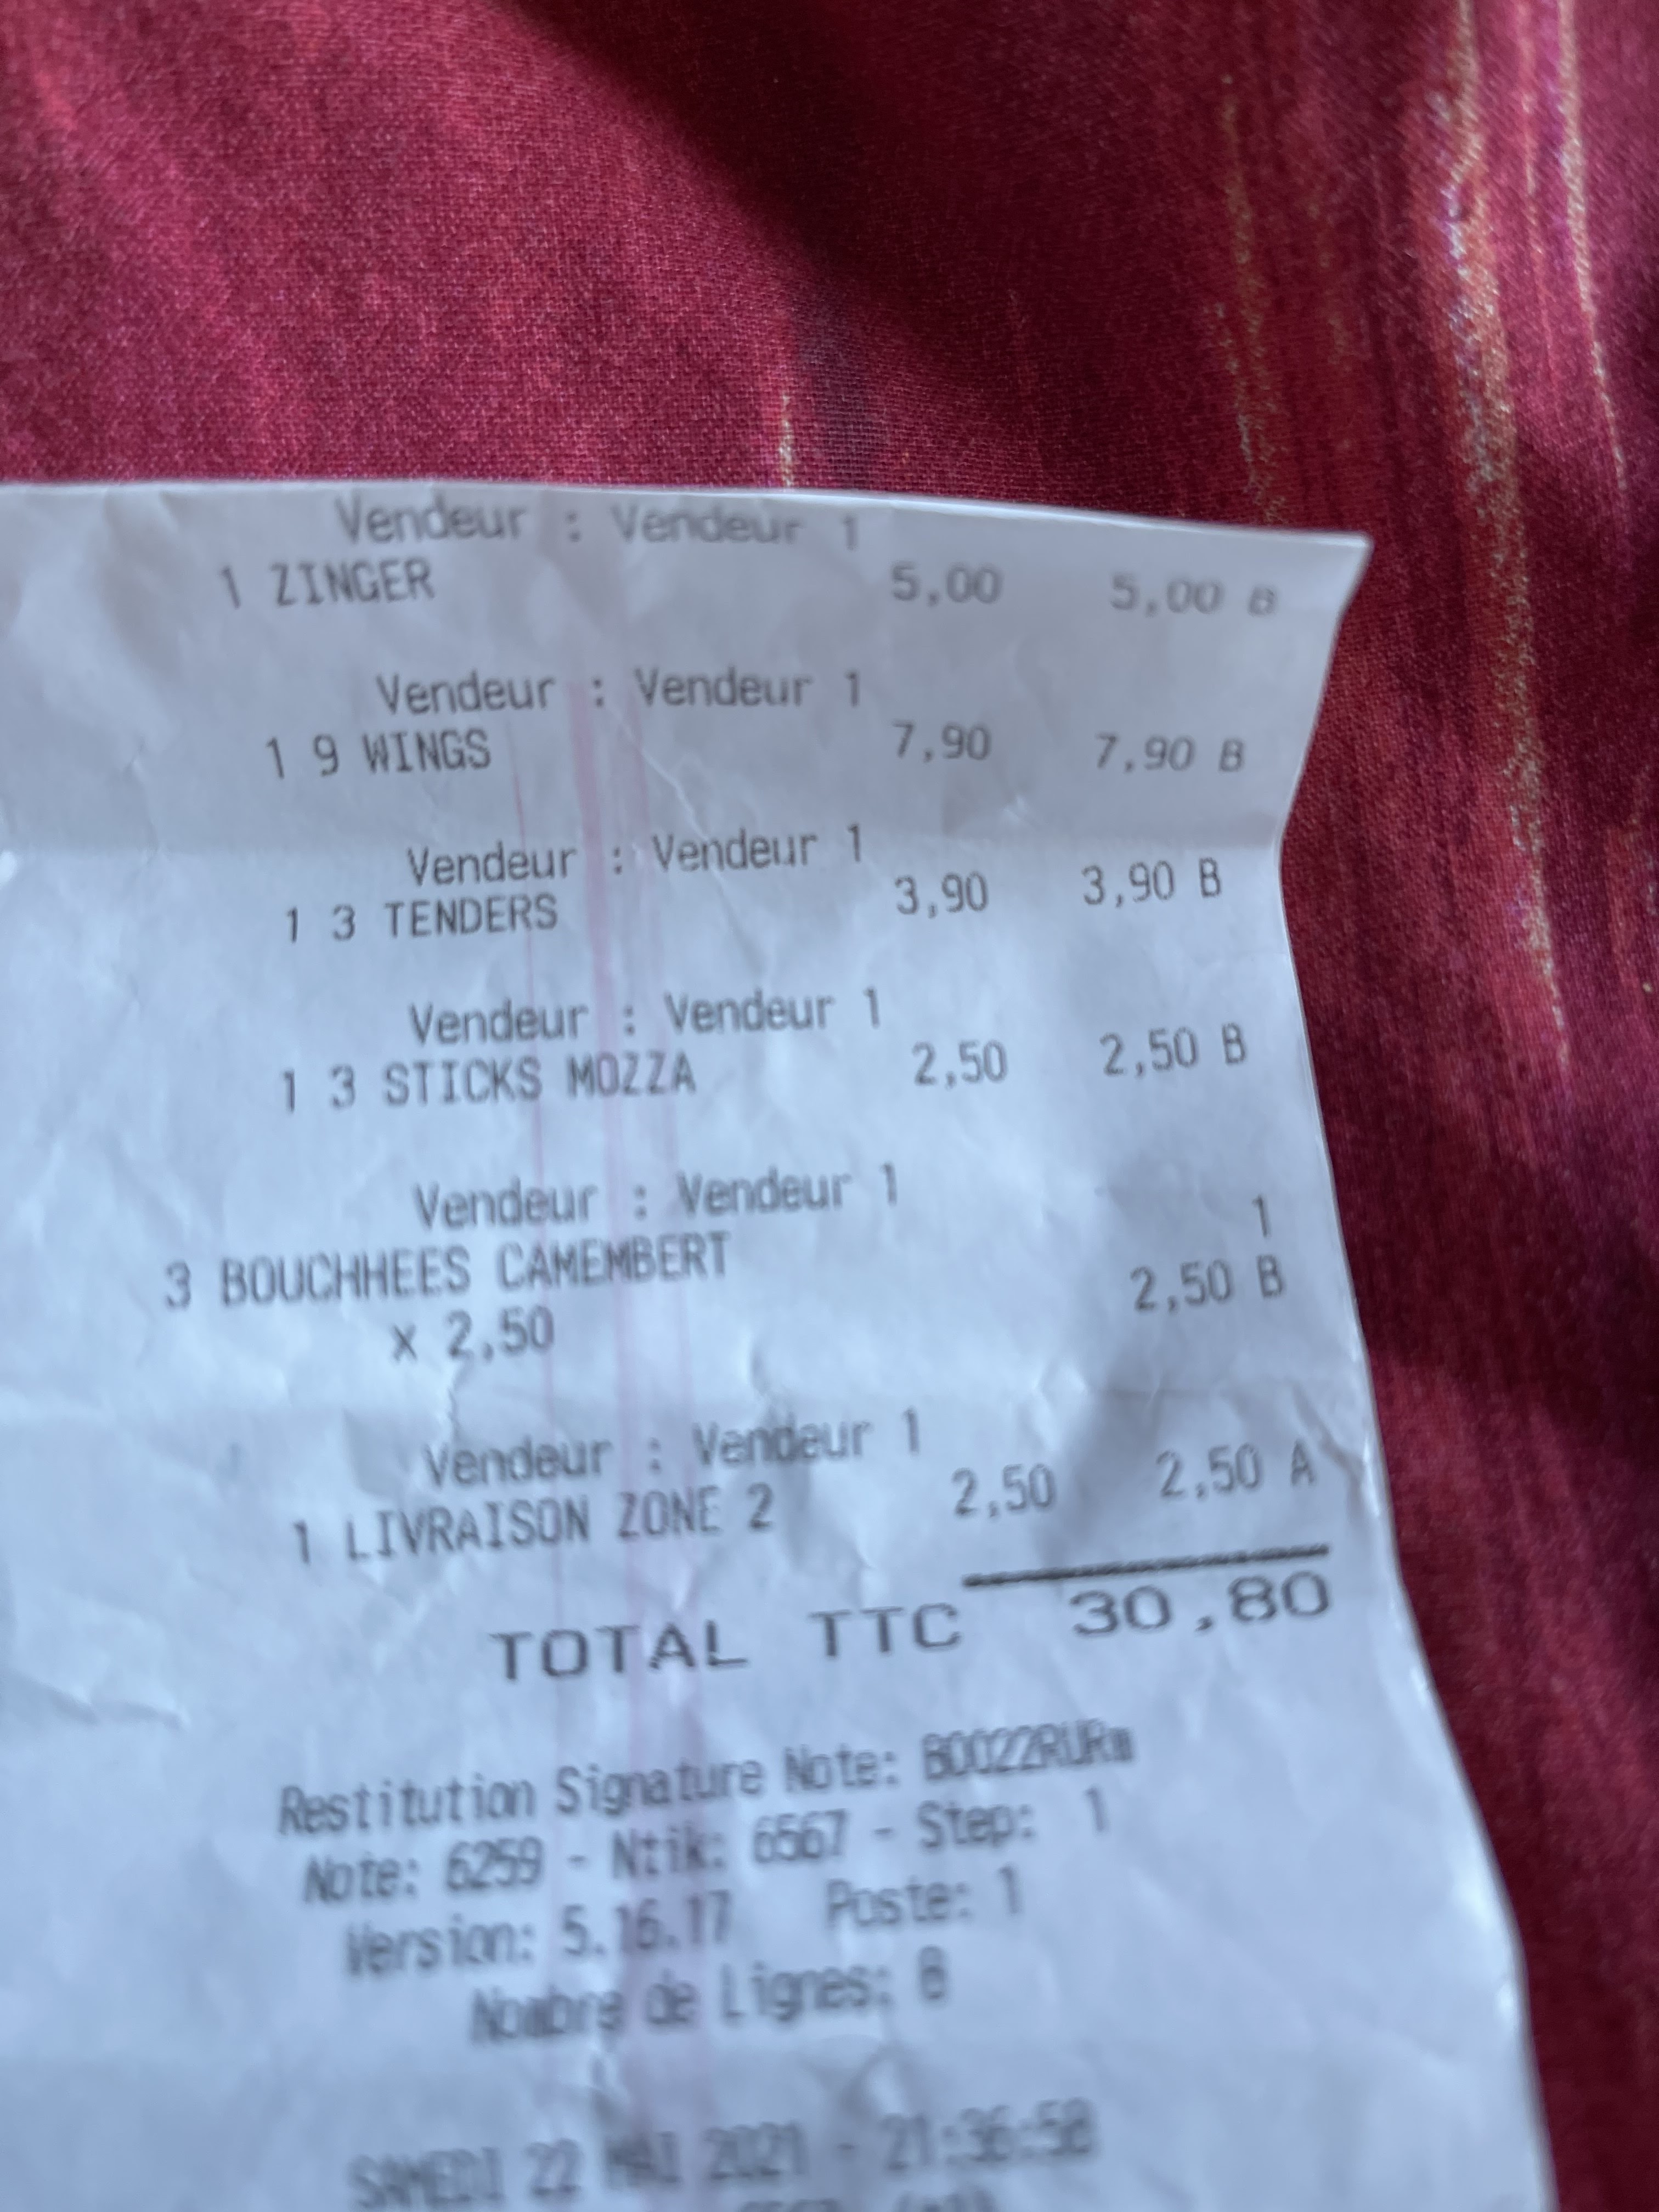 Vendeur : Vendeur 1
1 ZINGER 5,00 5,00 B
Vendeur : Vendeur 1
1 9 WINGS 7,90 7,90 B
Vendeur : Vendeur 1
1 3 TENDERS 3,90 3,90 B
Vendeur : Vendeur 1
1 3 STICKS MOZZA 2,50 2,50 B
Vendeur : Vendeur 1
3 BOUCHHEES CAMEMBERT 1
x 2,50 2,50 B
Vendeur : Vendeur 1
1 LIVRAISON ZONE 2 2,50 2,50 A
TOTAL TTC 30,80
Restitution Signature Note:
Note: 6259 - Ntik: 6567 - Step: 1
Version: 5.16.17 Poste: 1
Nombre de Lignes:
SAMEDI 22 MAI 2021 - 21:36:58